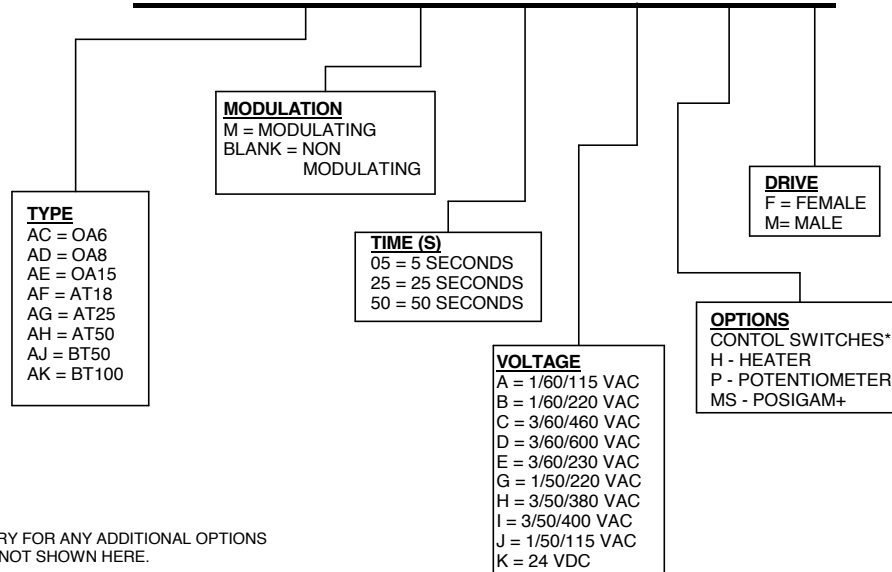 MODULATION
M = MODULATING
BLANK = NON
MODULATING
TYPE
AC = OA6
AD = OA8
AE = OA15
AF = AT18
AG = AT25
AH = AT50
AJ = BT50
AK = BT100
TIME (S)
05 = 5 SECONDS
25 = 25 SECONDS
50 = 50 SECONDS
VOLTAGE
A = 1/60/115 VAC
B = 1/60/220 VAC
C = 3/60/460 VAC
D = 3/60/600 VAC
E = 3/60/230 VAC
G = 1/50/220 VAC
H = 3/50/380 VAC
I = 3/50/400 VAC
J = 1/50/115 VAC
K = 24 VDC
DRIVE
F = FEMALE
M= MALE
OPTIONS
CONTOL SWITCHES*
H - HEATER
P - POTENTIOMETER
MS - POSIGAM+
RY FOR ANY ADDITIONAL OPTIONS
NOT SHOWN HERE.